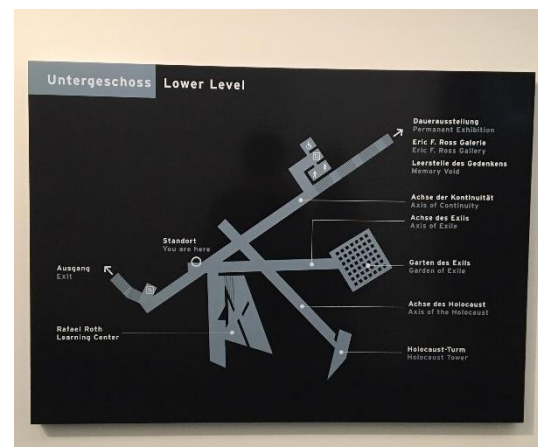 Untergeschoss Lower Level
Dauerausstellung
Permanent Exhibition
Eric F. Ross Galerie
Eric F. Ross Gallery
Leerstelle des Gedenkens
Memory Void
Achse der Kontinuität
Axis of Continuity
Achse des Exils
Axis of Exile
Standort
You are here
Garten des Exils
Garden of Exile
Ausgang
Exit
Achse des Holocaust
Axis of the Holocaust
Rafael Roth
Learning Center
Holocaust-Turm
Holocaust Tower